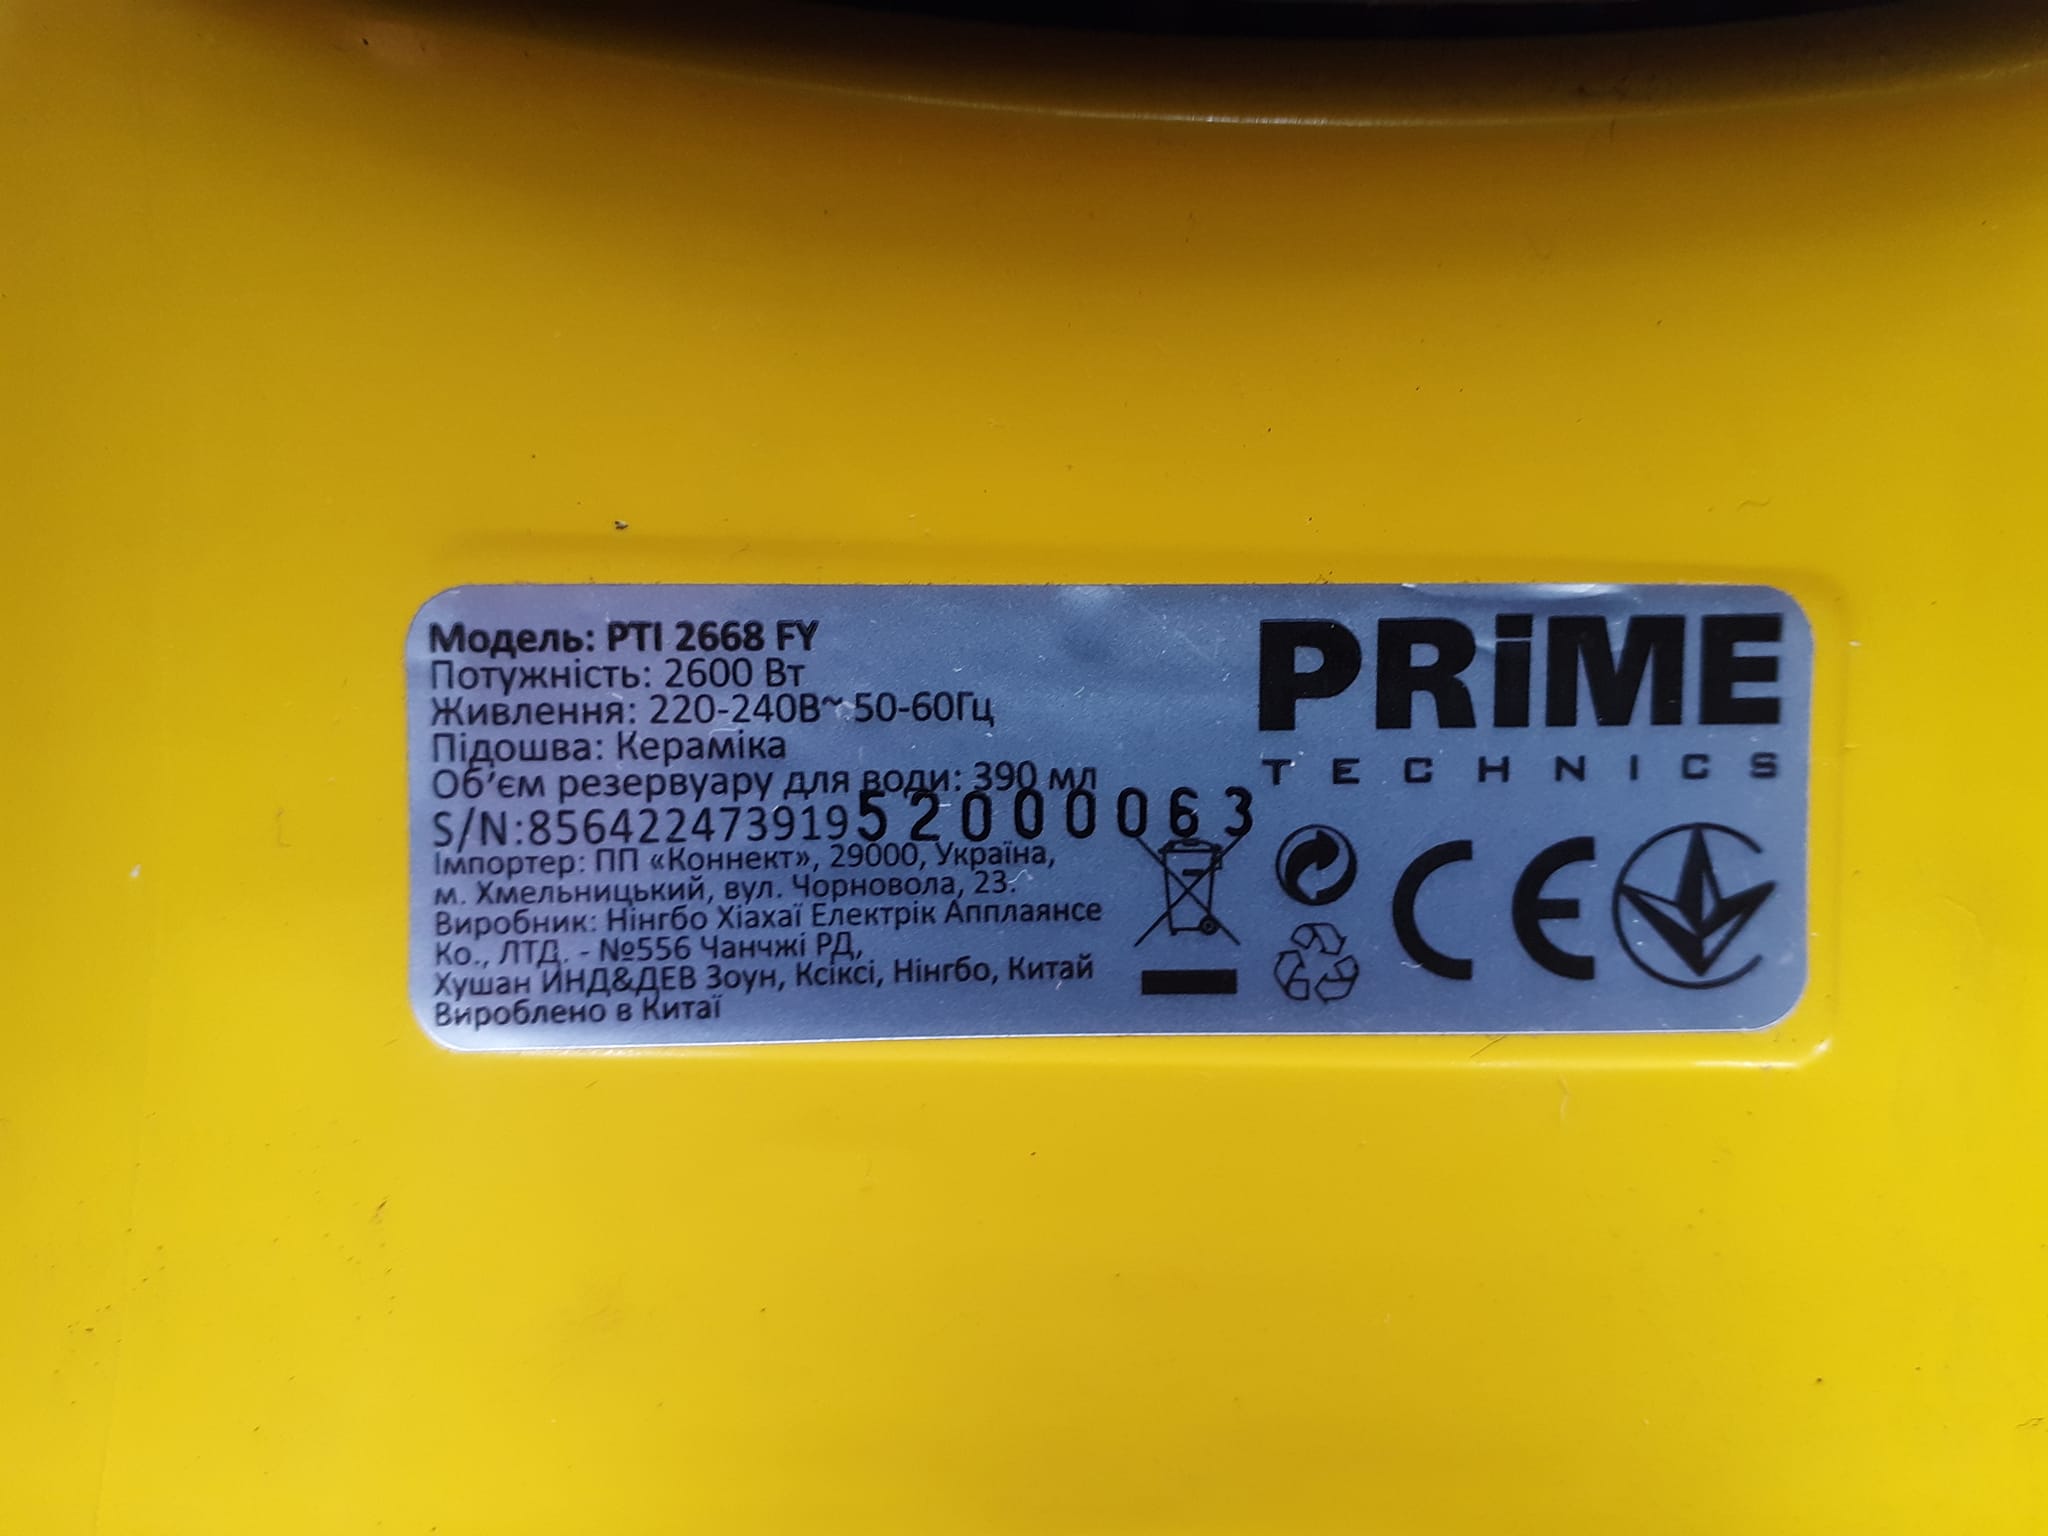 Модель: PTI 2668 FY
Потужність: 2600 Вт
Живлення: 220-240В~ 50-60Гц
Підошва: Кераміка
Об'єм резервуару для води: 390 мл
S/N:85642247391952000063
Імпортер: ПП «Коннект», 29000, Україна,
м. Хмельницький, вул. Чорновола, 23.
Виробник: Нінгбо Хіахаї Електрік Апплаянсе
Ко., ЛТД. - №556 Чанчжі РД,
Хушан ИНД&ДЕВ Зоун, Ксіксі, Нінгбо, Китай
Вироблено в Китаї
PRiME
TECHNICS
CE